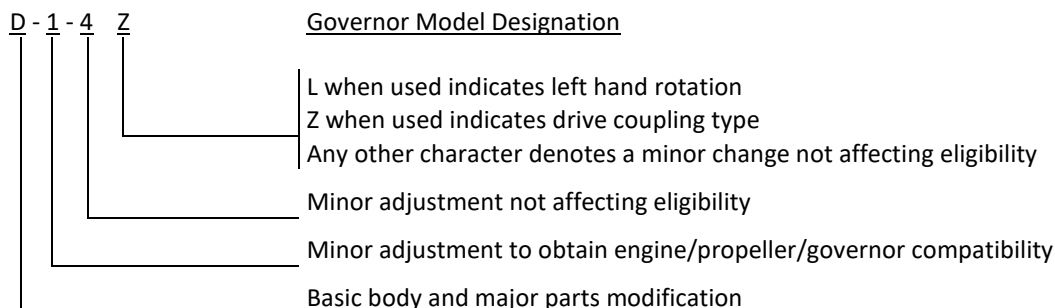 D - 1 - 4 Z Governor Model Designation
L when used indicates left hand rotation
Z when used indicates drive coupling type
Any other character denotes a minor change not affecting eligibility
Minor adjustment not affecting eligibility
Minor adjustment to obtain engine/propeller/governor compatibility
Basic body and major parts modification